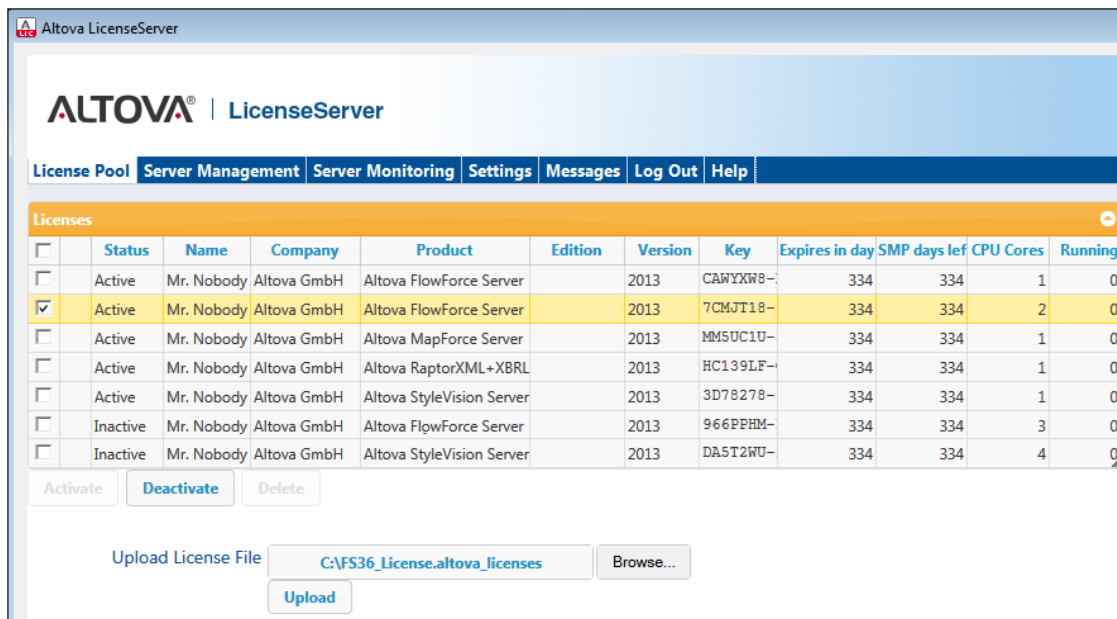 Altova LicenseServer
ALTOVA® | LicenseServer
License Pool Server Management Server Monitoring Settings Messages Log Out Help
Licenses
Status Name Company Product Edition Version Key Expires in day SMP days lef CPU Cores Running
Active Mr. Nobody Altova GmbH Altova FlowForce Server 2013 CAWYXW8- 334 334 1 0
Active Mr. Nobody Altova GmbH Altova FlowForce Server 2013 7CMJT18- 334 334 2 0
Active Mr. Nobody Altova GmbH Altova MapForce Server 2013 MM5UC1U- 334 334 1 0
Active Mr. Nobody Altova GmbH Altova RaptorXML+XBRL 2013 HC139LF- 334 334 1 0
Active Mr. Nobody Altova GmbH Altova StyleVision Server 2013 3D78278- 334 334 1 0
Inactive Mr. Nobody Altova GmbH Altova FlowForce Server 2013 966PPHM- 334 334 3 0
Inactive Mr. Nobody Altova GmbH Altova StyleVision Server 2013 DA5T2WU- 334 334 4 0
Activate Deactivate Delete
Upload License File C:\FS36_License.altova_licenses Browse...
Upload